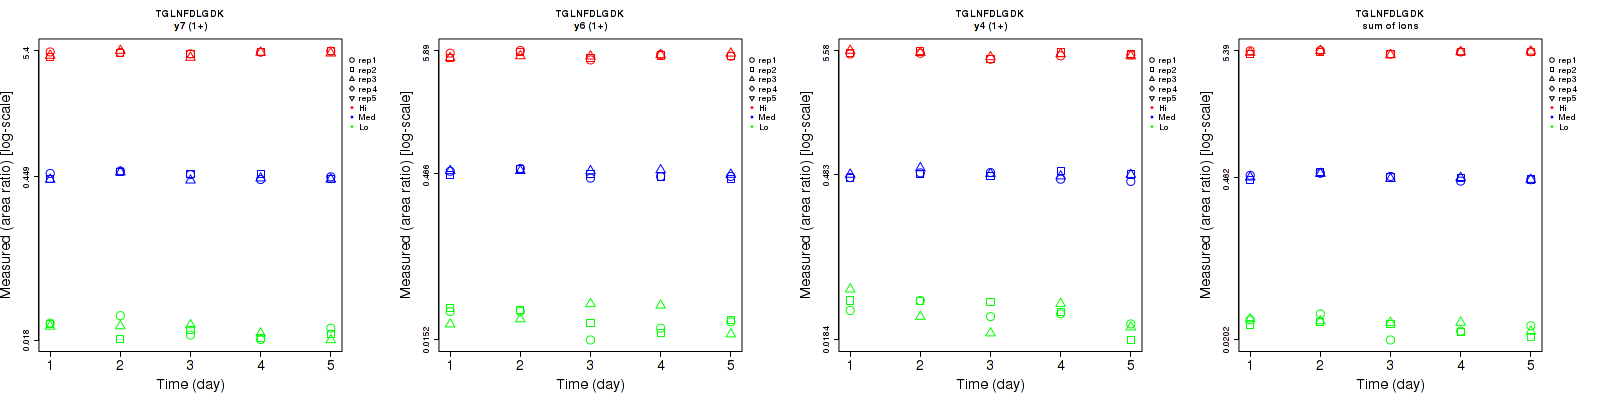 TGLNFDLGDK
y7 (1+)
Measured (area ratio) [log-scale]
5.4
0.449
0.018
1 2 3 4 5
Time (day)
rep1
rep2
rep3
rep4
rep5
Hi
Med
Lo
TGLNFDLGDK
y6 (1+)
Measured (area ratio) [log-scale]
5.89
0.486
0.0152
1 2 3 4 5
Time (day)
rep1
rep2
rep3
rep4
rep5
Hi
Med
Lo
TGLNFDLGDK
y4 (1+)
Measured (area ratio) [log-scale]
5.58
0.483
0.0184
1 2 3 4 5
Time (day)
rep1
rep2
rep3
rep4
rep5
Hi
Med
Lo
TGLNFDLGDK
sum of ions
Measured (area ratio) [log-scale]
5.39
0.462
0.0202
1 2 3 4 5
Time (day)
rep1
rep2
rep3
rep4
rep5
Hi
Med
Lo